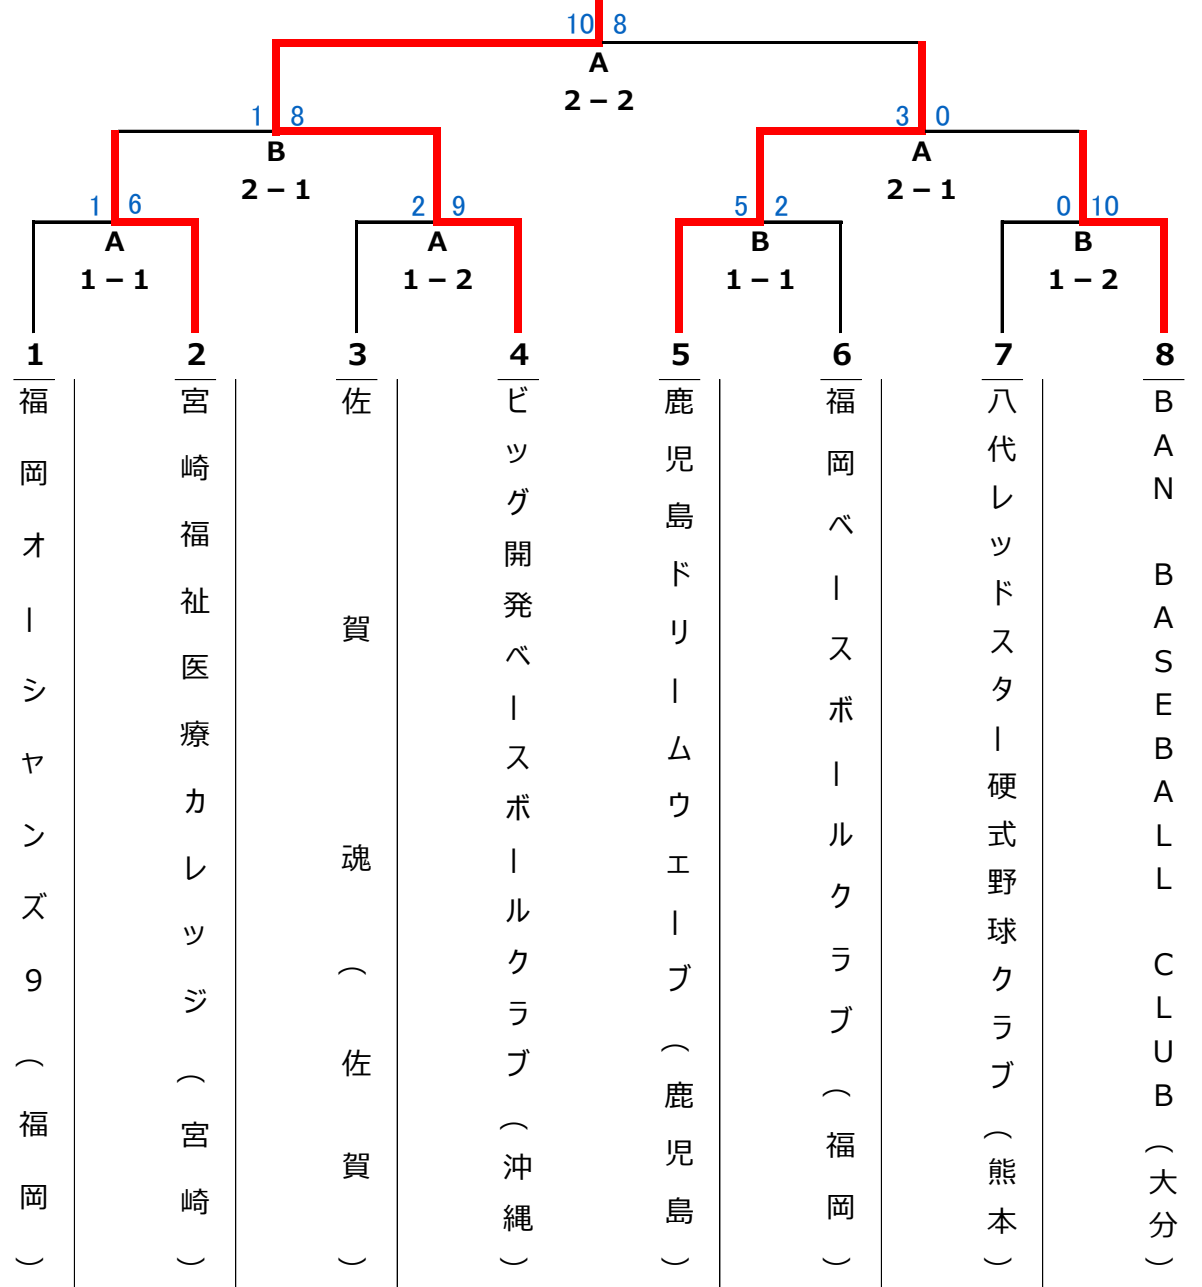 10 8
A
2－2
1 8
3 0
B
A
2－1
2－1
1 6
2 9
5 2
0 10
A
A
B
B
1－1
1－2
1－1
1－2
1
2
3
4
5
6
7
8
福岡オーシャンズ9（福岡）
宮崎福祉医療カレッジ（宮崎）
佐賀魂（佐賀）
ビッグ開発ベースボールクラブ（沖縄）
鹿児島ドリームウェーブ（鹿児島）
福岡ベースボールクラブ（福岡）
八代レッドスター硬式野球クラブ（熊本）
BAN BASEBALL CLUB（大分）